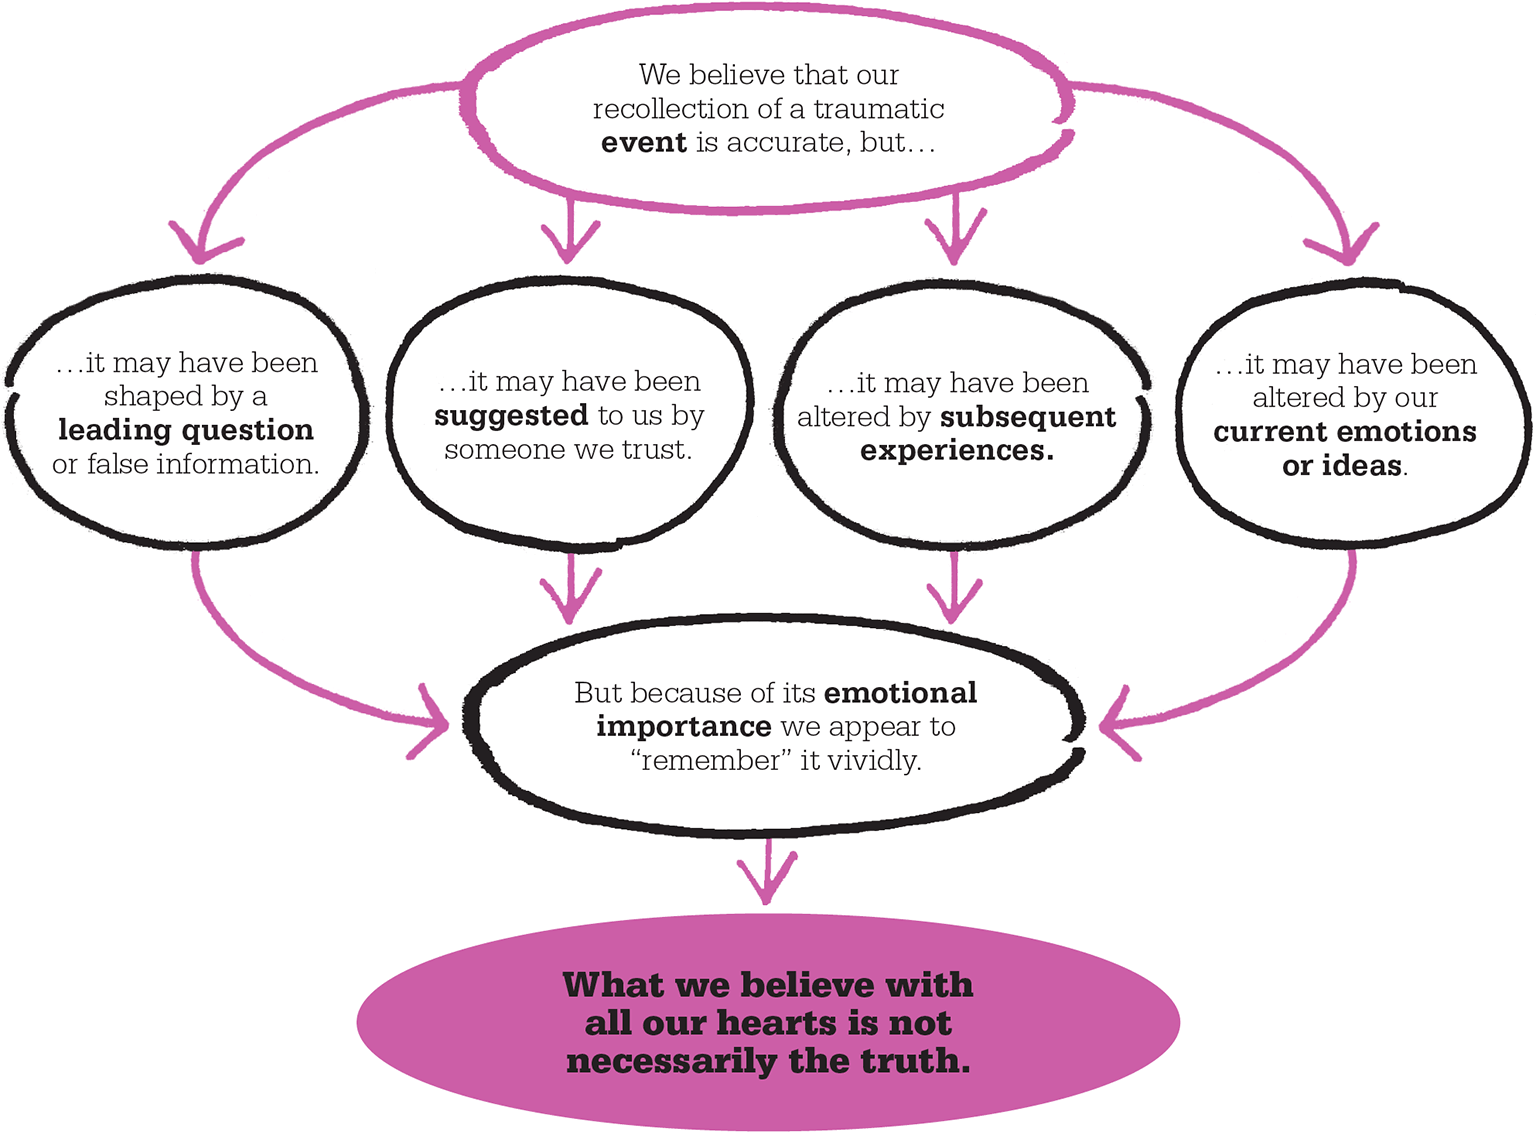 We believe that our
recollection of a traumatic
event is accurate, but…
…it may have been
shaped by a
leading question
or false information.
…it may have been
suggested to us by
someone we trust.
…it may have been
altered by subsequent
experiences.
…it may have been
altered by our
current emotions
or ideas.
But because of its emotional
importance we appear to
“remember” it vividly.
What we believe with
all our hearts is not
necessarily the truth.